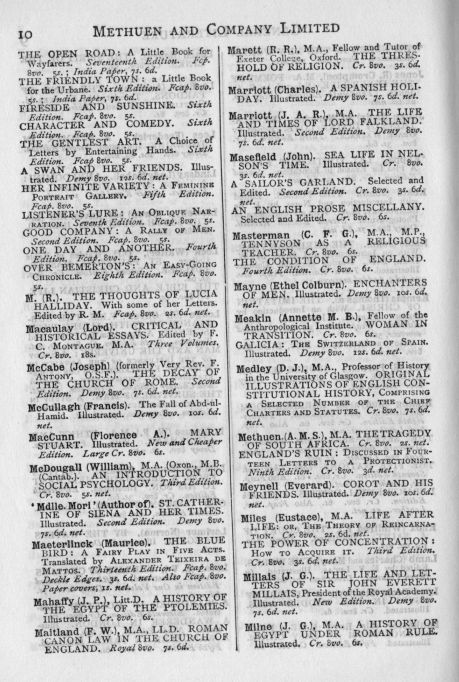 10 METHUEN AND COMPANY LIMITED
THE OPEN ROAD: A Little Book for
Wayfarers. Seventeenth Edition. Fcp.
8vo. 5s.; India Paper, 7s. 6d.
THE FRIENDLY TOWN: a Little Book
for the Urbane. Sixth Edition. Fcap. 8vo.
5s.; India Paper, 7s. 6d.
FIRESIDE AND SUNSHINE. Sixth
Edition. Fcap. 8vo. 5s.
CHARACTER AND COMEDY. Sixth
Edition. Fcap. 8vo. 5s.
THE GENTLEST ART. A Choice of
Letters by Entertaining Hands. Sixth
Edition. Fcap 8vo. 5s.
A SWAN AND HER FRIENDS. Illus-
trated. Demy 8vo. 12s. 6d. net.
HER INFINITE VARIETY: A FEMININE
PORTRAIT GALLERY. Fifth Edition.
Fcap. 8vo. 5s.
LISTENER'S LURE: AN OBLIQUE NAR-
RATION. Seventh Edition. Fcap. 8vo. 5s.
GOOD COMPANY: A RALLY OF MEN.
Second Edition. Fcap. 8vo. 5s.
ONE DAY AND ANOTHER. Fourth
Edition. Fcap. 8vo. 5s.
OVER BEMERTON'S: AN EASY-GOING
CHRONICLE. Eighth Edition. Fcap. 8vo.
5s.
M. (R.). THE THOUGHTS OF LUCIA
HALLIDAY. With some of her Letters.
Edited by R. M. Fcap. 8vo. 2s. 6d. net.
Macaulay (Lord). CRITICAL AND
HISTORICAL ESSAYS. Edited by F.
C. MONTAGUE. M.A. Three Volumes.
Cr. 8vo. 18s.
McCabe (Joseph) (formerly Very Rev. F.
ANTONY, O.S.F.). THE DECAY OF
THE CHURCH OF ROME. Second
Edition. Demy 8vo. 7s. 6d. net.
McCullagh (Francis). The Fall of Abd-ul-
Hamid. Illustrated. Demy 8vo. 10s. 6d.
net.
MacCunn (Florence A.). MARY
STUART. Illustrated. New and Cheaper
Edition. Large Cr. 8vo. 6s.
McDougall (William), M.A. (Oxon., M.B.
(Cantab.). AN INTRODUCTION TO
SOCIAL PSYCHOLOGY. Third Edition.
Cr. 8vo. 5s. net.
'Mdlle. Mori' (Author of). ST. CATHER-
INE OF SIENA AND HER TIMES.
Illustrated. Second Edition. Demy 8vo.
7s. 6d. net.
Maeterlinck (Maurice). THE BLUE
BIRD: A FAIRY PLAY IN FIVE ACTS.
Translated by ALEXANDER TEIXEIRA DE
MATTOS. Thirteenth Edition. Fcap. 8vo.
Deckle Edges. 3s. 6d. net. Also Fcap. 8vo.
Paper covers, 1s. net.
Mahaffy (J. P.), Litt.D. A HISTORY OF
THE EGYPT OF THE PTOLEMIES.
Illustrated. Cr. 8vo. 6s.
Maitland (F. W.), M.A., LL.D. ROMAN
CANON LAW IN THE CHURCH OF
ENGLAND. Royal 8vo. 7s. 6d.
Marett (R. R.), M.A., Fellow and Tutor of
Exeter College, Oxford. THE THRES-
HOLD OF RELIGION. Cr. 8vo. 3s. 6d.
net.
Marriott (Charles). A SPANISH HOLI-
DAY. Illustrated. Demy 8vo. 7s. 6d. net.
Marriott (J. A. R.), M.A. THE LIFE
AND TIMES OF LORD FALKLAND.
Illustrated. Second Edition. Demy 8vo.
7s. 6d. net.
Masefield (John). SEA LIFE IN NEL-
SON'S TIME. Illustrated. Cr. 8vo.
3s. 6d. net.
A SAILOR'S GARLAND. Selected and
Edited. Second Edition. Cr. 8vo. 3s. 6d.
net.
AN ENGLISH PROSE MISCELLANY.
Selected and Edited. Cr. 8vo. 6s.
Masterman (C. F. G.), M.A., M.P.,
TENNYSON AS A RELIGIOUS
TEACHER. Cr. 8vo. 6s.
THE CONDITION OF ENGLAND.
Fourth Edition. Cr. 8vo. 6s.
Mayne (Ethel Colburn). ENCHANTERS
OF MEN. Illustrated. Demy 8vo. 10s. 6d.
net.
Meakin (Annette M. B.), Fellow of the
Anthropological Institute. WOMAN IN
TRANSITION. Cr. 8vo. 6s.
GALICIA: THE SWITZERLAND OF SPAIN.
Illustrated. Demy 8vo. 12s. 6d. net.
Medley (D. J.), M.A., Professor of History
in the University of Glasgow. ORIGINAL
ILLUSTRATIONS OF ENGLISH CON-
STITUTIONAL HISTORY, COMPRISING
A SELECTED NUMBER OF THE CHIEF
CHARTERS AND STATUTES. Cr. 8vo. 7s. 6d.
net.
Methuen (A. M. S.), M.A. THE TRAGEDY
OF SOUTH AFRICA. Cr. 8vo. 2s. net.
ENGLAND'S RUIN: DISCUSSED IN FOUR-
TEEN LETTERS TO A PROTECTIONIST.
Ninth Edition. Cr. 8vo. 3d. net.
Meynell (Everard). COROT AND HIS
FRIENDS. Illustrated. Demy 8vo. 10s. 6d.
net.
Miles (Eustace), M.A. LIFE AFTER
LIFE: OR, THE THEORY OF REINCARNA-
TION. Cr. 8vo. 2s. 6d. net.
THE POWER OF CONCENTRATION:
HOW TO ACQUIRE IT. Third Edition.
Cr. 8vo. 3s. 6d. net.
Millais (J. G.). THE LIFE AND LET-
TERS OF SIR JOHN EVERETT
MILLAIS, President of the Royal Academy.
Illustrated. New Edition. Demy 8vo.
7s. 6d. net.
Milne (J. G.), M.A. A HISTORY OF
EGYPT UNDER ROMAN RULE.
Illustrated. Cr. 8vo. 6s.